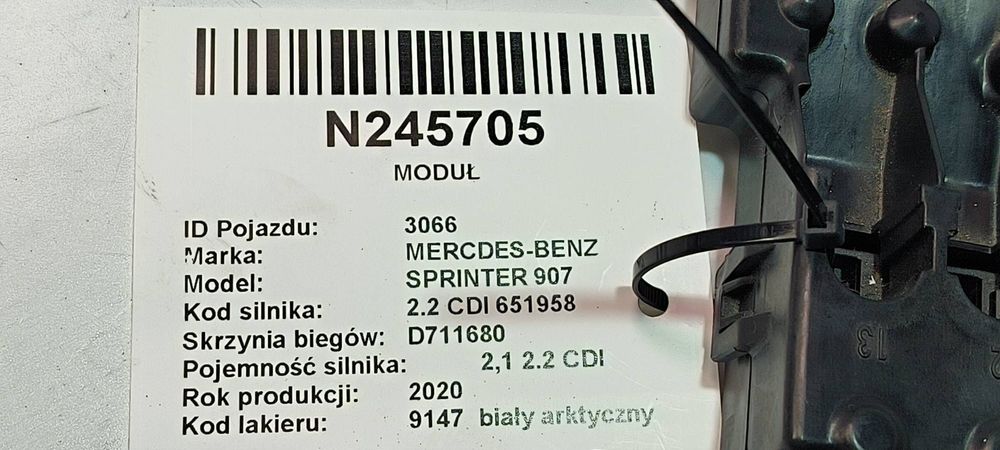 N245705
MODUŁ
ID Pojazdu: 3066
Marka: MERCDES-BENZ
Model: SPRINTER 907
Kod silnika: 2.2 CDI 651958
Skrzynia biegów: D711680
Pojemność silnika: 2,1 2.2 CDI
Rok produkcji: 2020
Kod lakieru: 9147 biały arktyczny
13